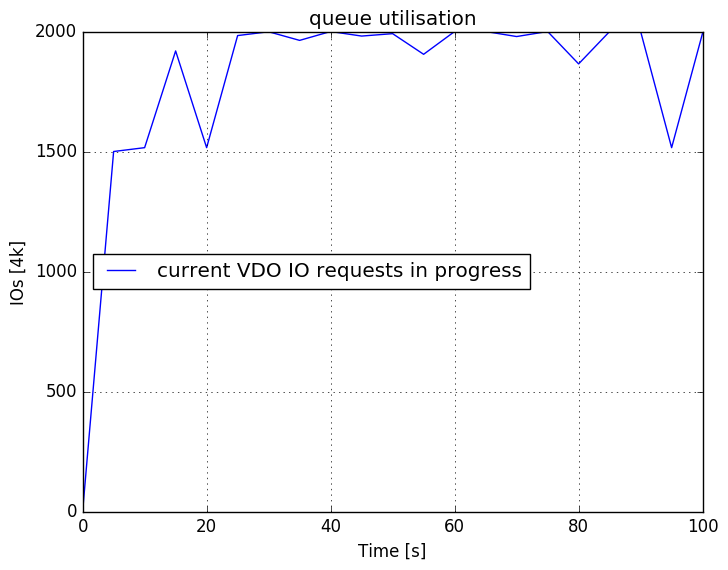 queue utilisation
2000
1500
1000
500
0
IOs [4k]
current VDO IO requests in progress
0 20 40 60 80 100
Time [s]